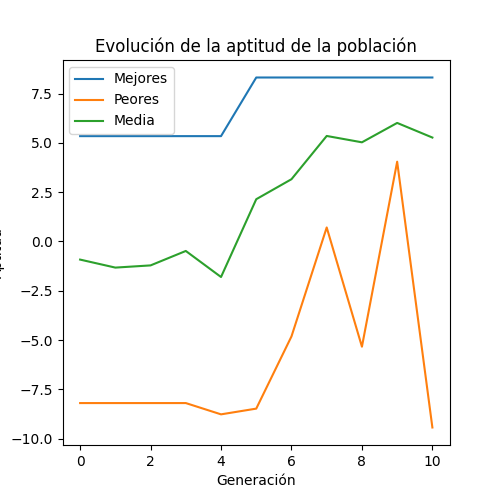 Evolución de la aptitud de la población
Mejores
Peores
Media
7.5
5.0
2.5
0.0
−2.5
−5.0
−7.5
−10.0
0 2 4 6 8 10
Generación